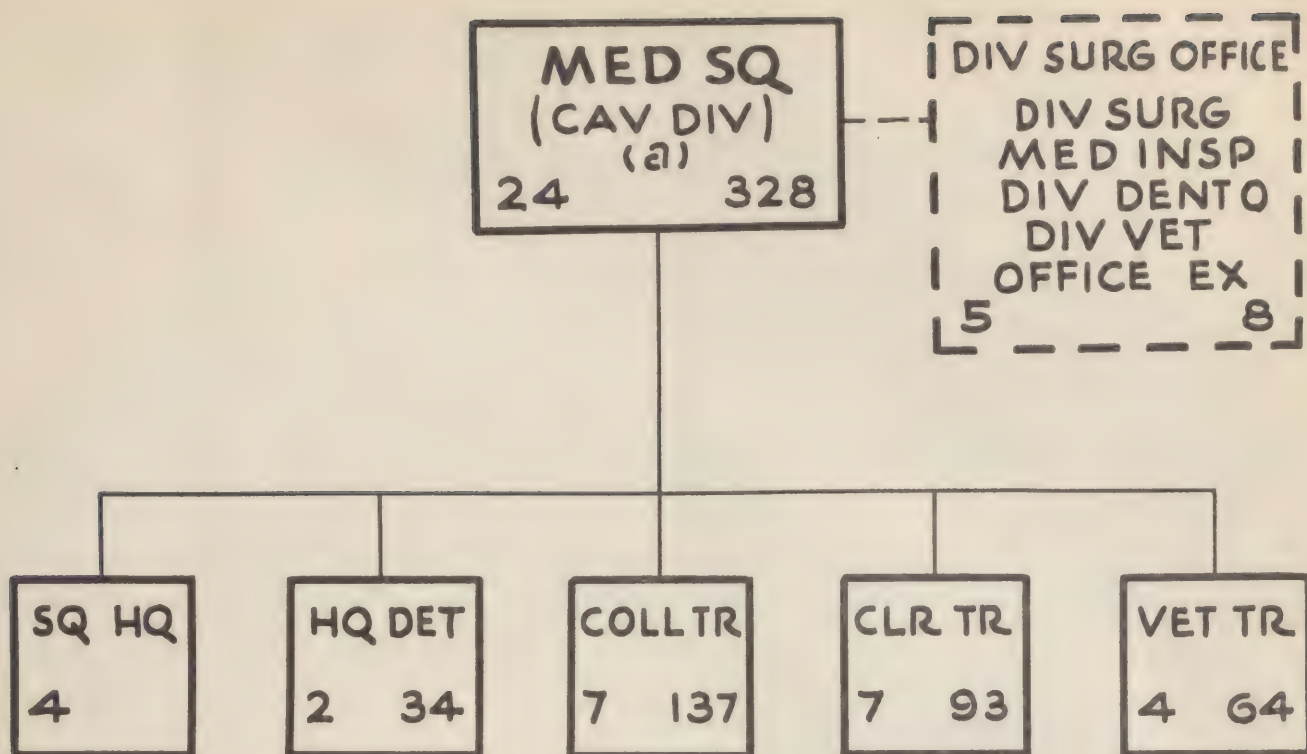 MED SQ
(CAV DIV)
(a)
24 328
DIV SURG OFFICE
DIV SURG
MED INSP
DIV DENT O
DIV VET
OFFICE EX
5 8
SQ HQ
4
HQ DET
2 34
COLL TR
7 137
CLR TR
7 93
VET TR
4 64